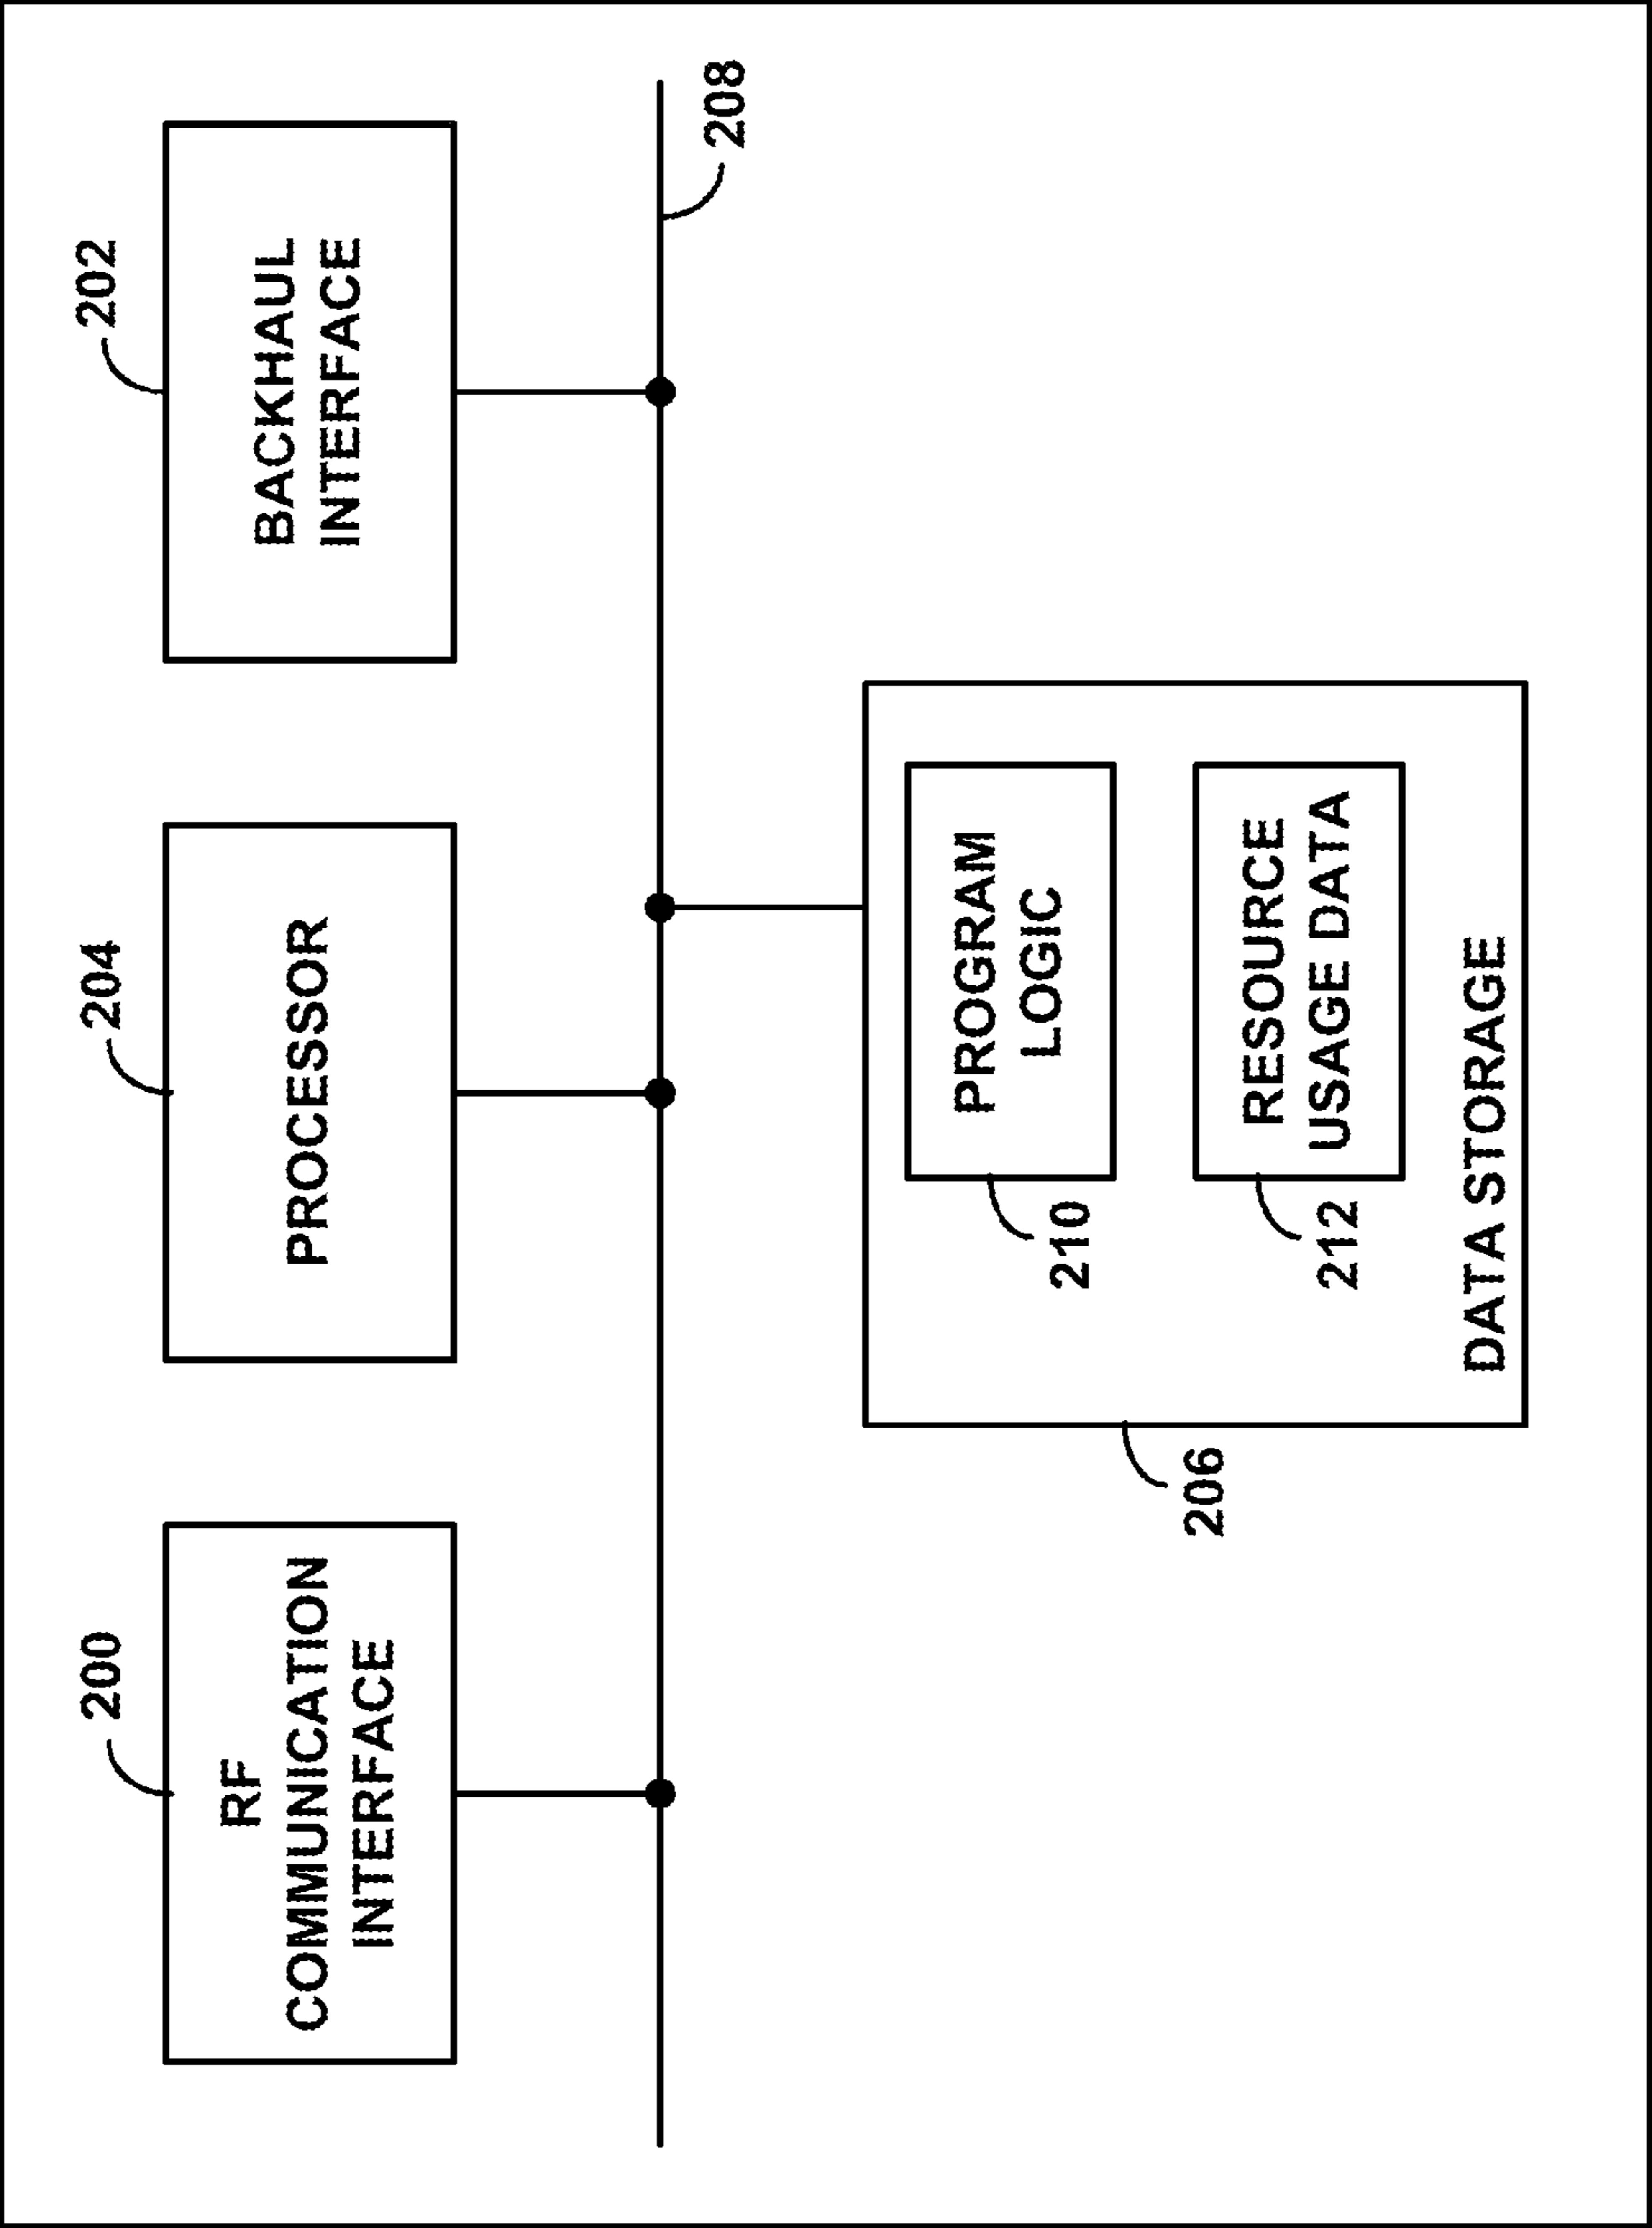 200
RF
COMMUNICATION
INTERFACE
204
PROCESSOR
202
BACKHAUL
INTERFACE
208
210
PROGRAM
LOGIC
212
RESOURCE
USAGE DATA
DATA STORAGE
206